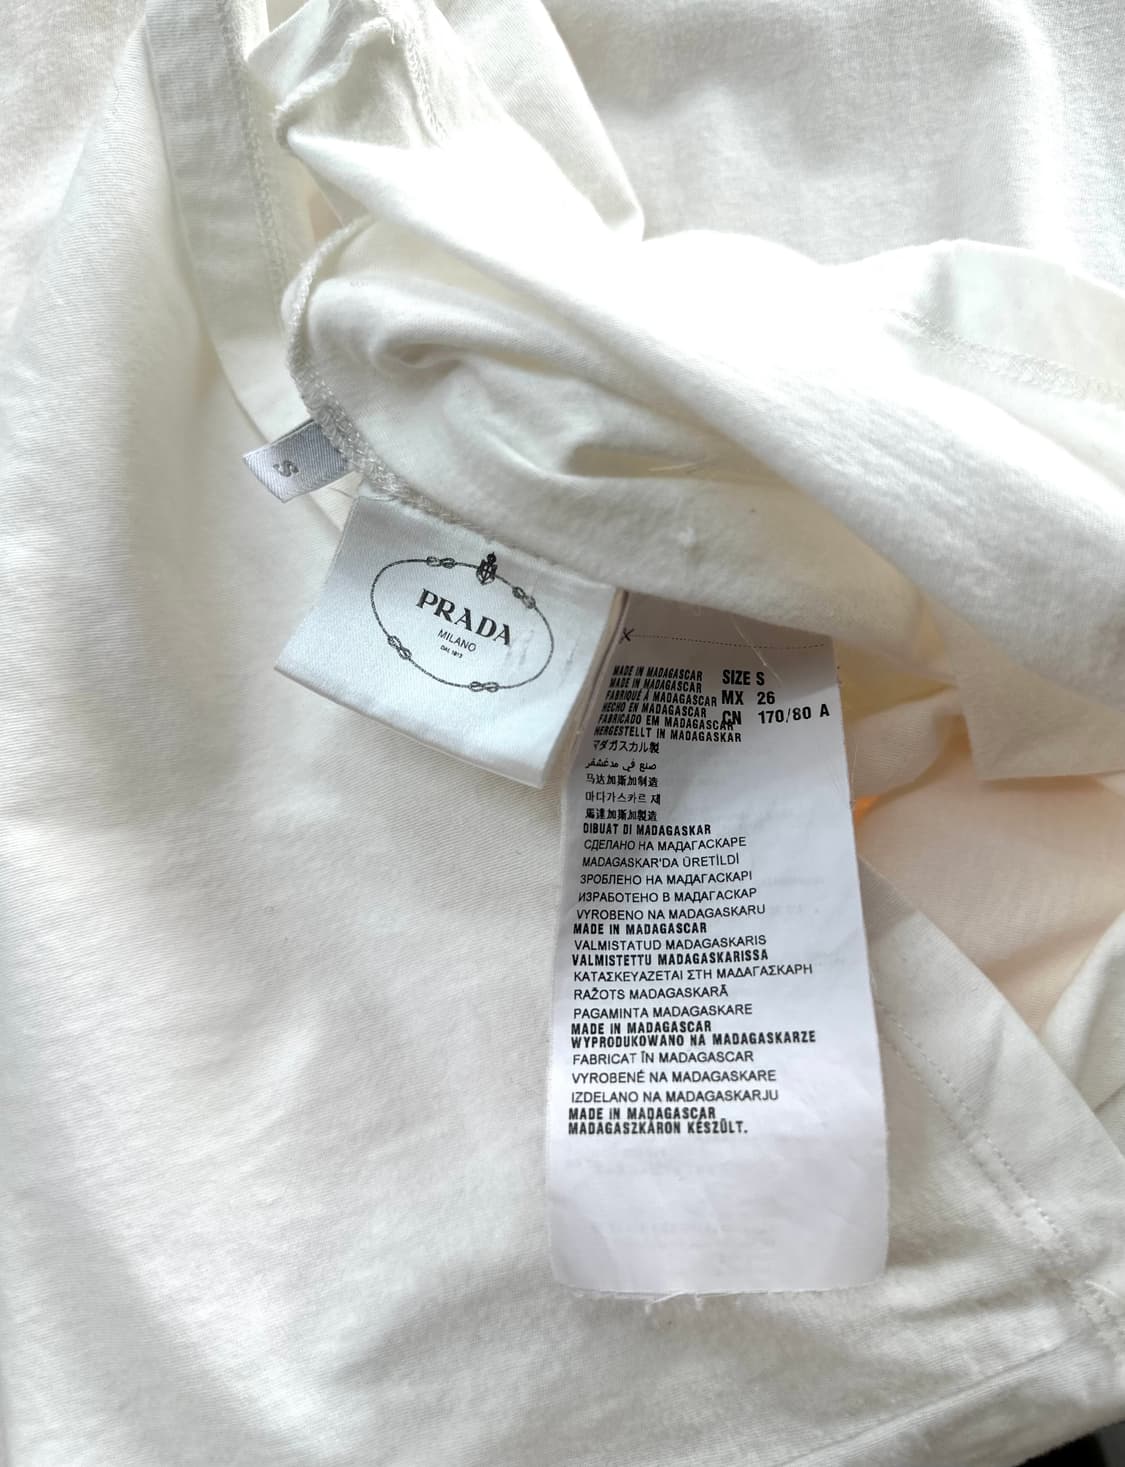 S
PRADA
MILANO
DAL 1913
MADE IN MADAGASCAR
MADE IN MADAGASCAR
FABRIQUÉ À MADAGASCAR
HECHO EN MADAGASCAR
FABRICADO EM MADAGASCAR
HERGESTELLT IN MADAGASKAR
マダガスカル製
صنع في مدغشقر
马达加斯加制造
마다가스카르 제
馬達加斯加製造
DIBUAT DI MADAGASKAR
СДЕЛАНО НА МАДАГАСКАРЕ
MADAGASKAR'DA ÜRETİLDİ
ЗРОБЛЕНО НА МАДАГАСКАРІ
ИЗРАБОТЕНО В МАДАГАСКАР
VYROBENO NA MADAGASKARU
MADE IN MADAGASCAR
VALMISTATUD MADAGASKARIS
VALMISTETTU MADAGASKARISSA
ΚΑΤΑΣΚΕΥΑΖΕΤΑΙ ΣΤΗ ΜΑΔΑΓΑΣΚΑΡΗ
RAŽOTS MADAGASKARĀ
PAGAMINTA MADAGASKARE
MADE IN MADAGASCAR
WYPRODUKOWANO NA MADAGASKARZE
FABRICAT ÎN MADAGASCAR
VYROBENÉ NA MADAGASKARE
IZDELANO NA MADAGASKARJU
MADE IN MADAGASCAR
MADAGASZKÁRON KÉSZÜLT.
SIZE S
MX 26
CN 170/80 A